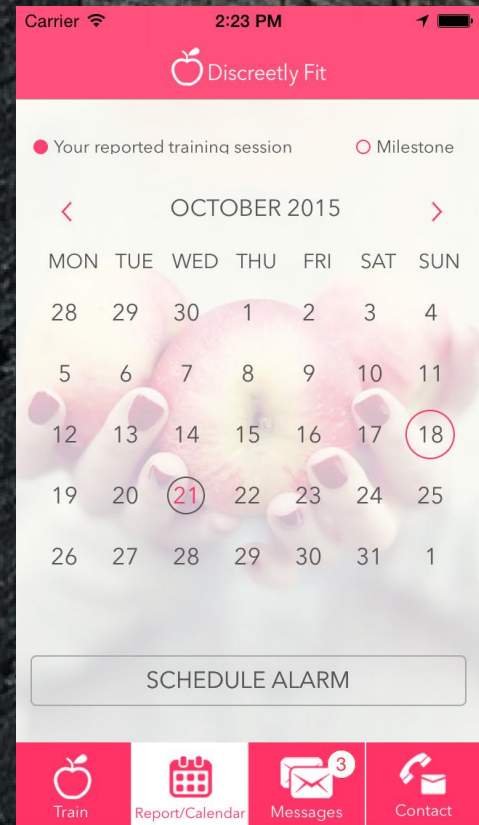 Carrier 2:23 PM
Discreetly Fit
Your reported training session Milestone
OCTOBER 2015
MON TUE WED THU FRI SAT SUN
28 29 30 1 2 3 4
5 6 7 8 9 10 11
12 13 14 15 16 17 18
19 20 21 22 23 24 25
26 27 28 29 30 31 1
SCHEDULE ALARM
3
Train Report/Calendar Messages Contact